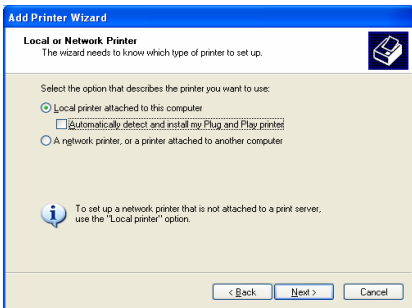 Add Printer Wizard
Local or Network Printer
The wizard needs to know which type of printer to set up.
Select the option that describes the printer you want to use:
Local printer attached to this computer
Automatically detect and install my Plug and Play printer
A network printer, or a printer attached to another computer
To set up a network printer that is not attached to a print server,
use the "Local printer" option.
< Back Next > Cancel